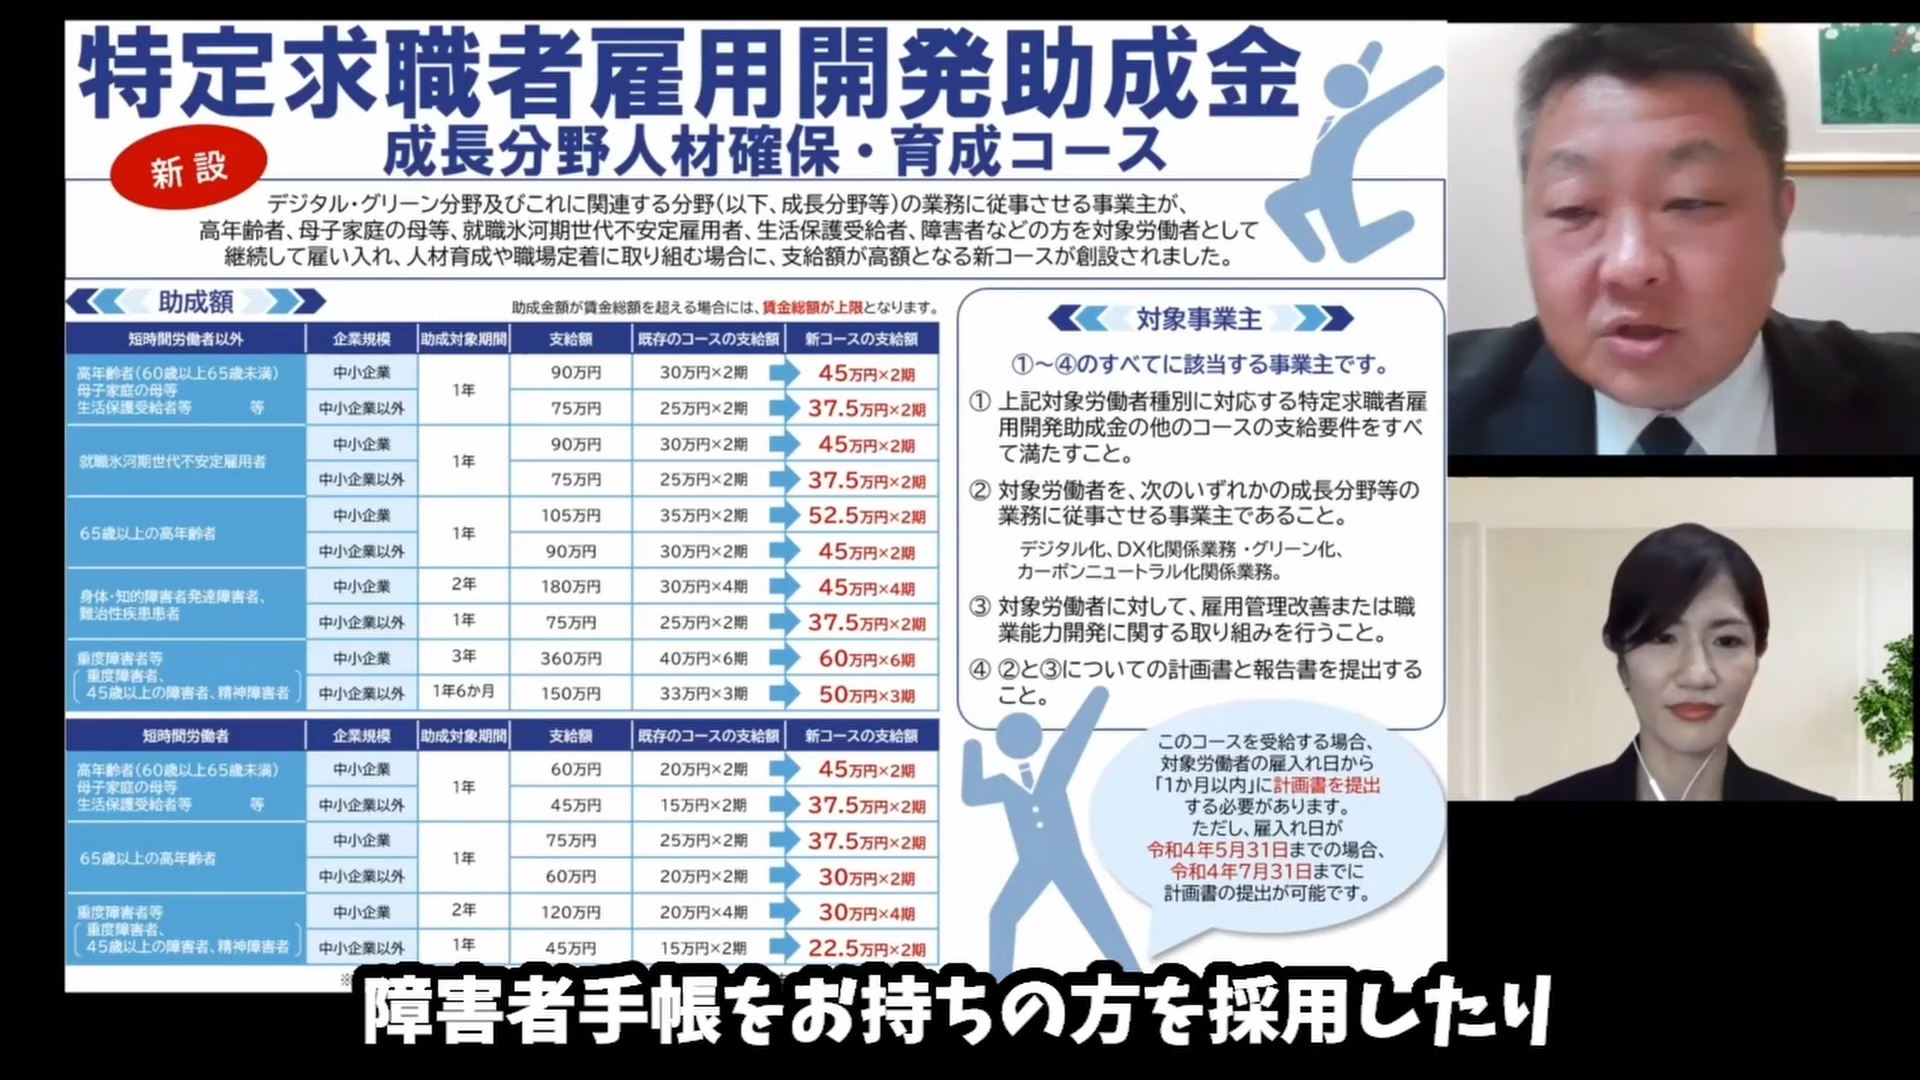 特定求職者雇用開発助成金
成長分野人材確保・育成コース
新設
デジタル・グリーン分野及びこれに関連する分野(以下、成長分野等)の業務に従事させる事業主が、
高年齢者、母子家庭の母等、就職氷河期世代不安定雇用者、生活保護受給者、障害者などの方を対象労働者として
継続して雇い入れ、人材育成や職場定着に取り組む場合に、支給額が高額となる新コースが創設されました。
助成額
助成金額が賃金総額を超える場合には、賃金総額が上限となります。
短時間労働者以外 企業規模 助成対象期間 支給額 既存のコースの支給額 新コースの支給額
高年齢者(60歳以上65歳未満)
母子家庭の母等
生活保護受給者等 等
中小企業 1年 90万円 30万円×2期 45万円×2期
中小企業以外 75万円 25万円×2期 37.5万円×2期
就職氷河期世代不安定雇用者
中小企業 1年 90万円 30万円×2期 45万円×2期
中小企業以外 75万円 25万円×2期 37.5万円×2期
65歳以上の高年齢者
中小企業 1年 105万円 35万円×2期 52.5万円×2期
中小企業以外 90万円 30万円×2期 45万円×2期
身体・知的障害者発達障害者、
難治性疾患患者
中小企業 2年 180万円 30万円×4期 45万円×4期
中小企業以外 1年 75万円 25万円×2期 37.5万円×2期
重度障害者等
重度障害者、
45歳以上の障害者、精神障害者
中小企業 3年 360万円 40万円×6期 60万円×6期
中小企業以外 1年6か月 150万円 33万円×3期 50万円×3期
短時間労働者 企業規模 助成対象期間 支給額 既存のコースの支給額 新コースの支給額
高年齢者(60歳以上65歳未満)
母子家庭の母等
生活保護受給者等 等
中小企業 1年 60万円 20万円×2期 45万円×2期
中小企業以外 45万円 15万円×2期 37.5万円×2期
65歳以上の高年齢者
中小企業 1年 75万円 25万円×2期 37.5万円×2期
中小企業以外 60万円 20万円×2期 30万円×2期
重度障害者等
重度障害者、
45歳以上の障害者、精神障害者
中小企業 2年 120万円 20万円×4期 30万円×4期
中小企業以外 1年 45万円 15万円×2期 22.5万円×2期
対象事業主
①〜④のすべてに該当する事業主です。
① 上記対象労働者種別に対応する特定求職者雇
用開発助成金の他のコースの支給要件をすべ
て満たすこと。
② 対象労働者を、次のいずれかの成長分野等の
業務に従事させる事業主であること。
デジタル化、DX化関係業務・グリーン化、
カーボンニュートラル化関係業務。
③ 対象労働者に対して、雇用管理改善または職
業能力開発に関する取り組みを行うこと。
④ ②と③についての計画書と報告書を提出する
こと。
このコースを受給する場合、
対象労働者の雇入れ日から
「1か月以内」に計画書を提出
する必要があります。
ただし、雇入れ日が
令和4年5月31日までの場合、
令和4年7月31日までに
計画書の提出が可能です。
障害者手帳をお持ちの方を採用したり